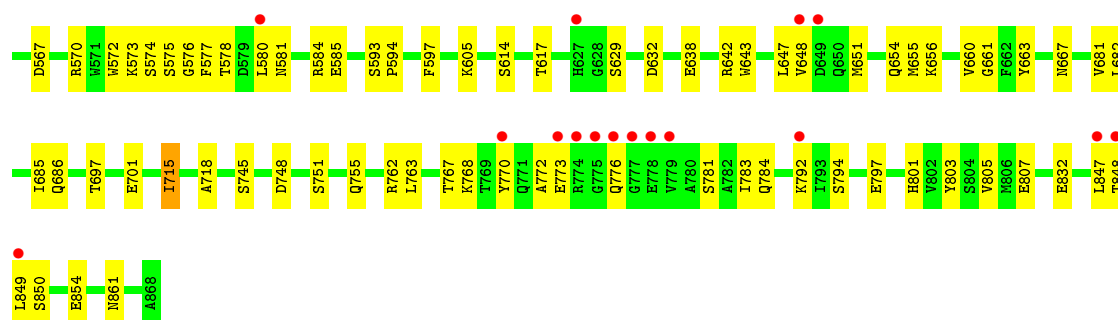 D567 R570 W571 W572 K573 S574 S575 G576 F577 T578 D579 L580 N581 R584 E585 S593 P594 F597 K605 S614 T617 H627 G628 S629 D632 E638 R642 W643 L647 V648 D649 Q650 M651 Q654 M655 K656 V660 G661 F662 Y663 N667 V681 L682
I685 Q686 T697 E701 I715 A718 S745 D748 S751 Q755 R762 L763 T767 K768 T769 Y770 Q771 A772 E773 R774 G775 Q776 G777 E778 V779 A780 S781 A782 I783 Q784 K792 I793 S794 E797 H801 V802 Y803 S804 V805 M806 E807 E832 L847 T848
L849 S850 E854 N861 A868